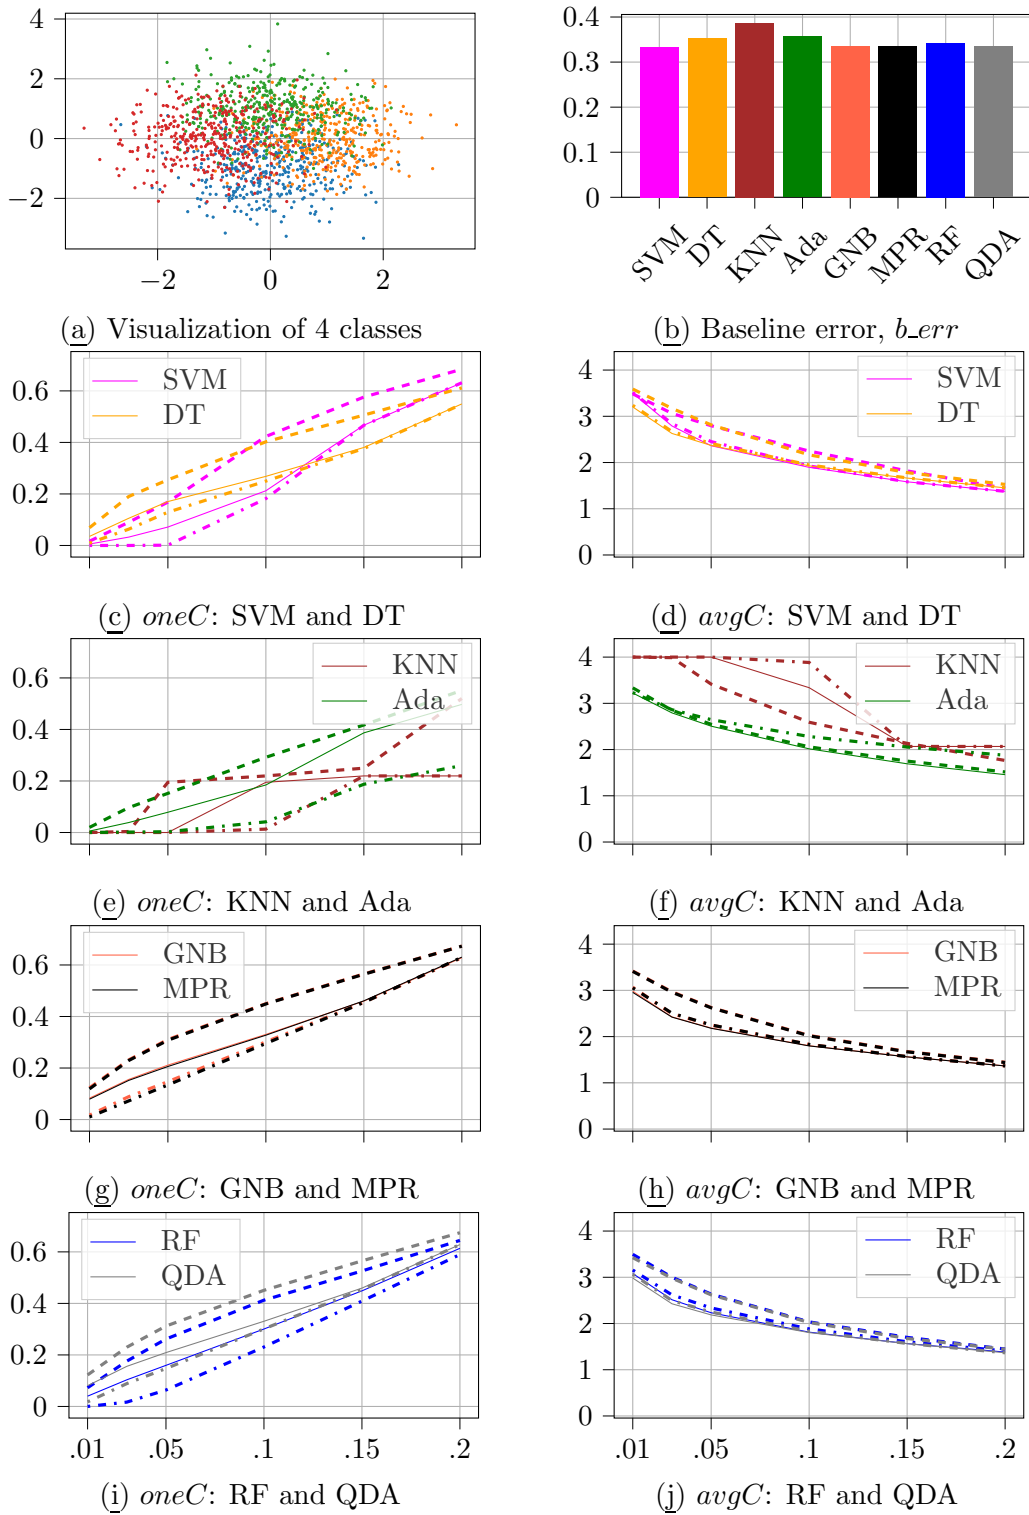 4
2
0
−2
−2
0
2
(a) Visualization of 4 classes
0.4
0.3
0.2
0.1
0
SVM
DT
KNN
Ada
GNB
MPR
RF
QDA
(b) Baseline error, b_err
0.6
0.4
0.2
0
SVM
DT
(c) oneC: SVM and DT
4
3
2
1
0
SVM
DT
(d) avgC: SVM and DT
0.6
0.4
0.2
0
KNN
Ada
(e) oneC: KNN and Ada
4
3
2
1
0
KNN
Ada
(f) avgC: KNN and Ada
0.6
0.4
0.2
0
GNB
MPR
(g) oneC: GNB and MPR
4
3
2
1
0
GNB
MPR
(h) avgC: GNB and MPR
0.6
0.4
0.2
0
RF
QDA
.01
.05
.1
.15
.2
(i) oneC: RF and QDA
4
3
2
1
0
RF
QDA
.01
.05
.1
.15
.2
(j) avgC: RF and QDA